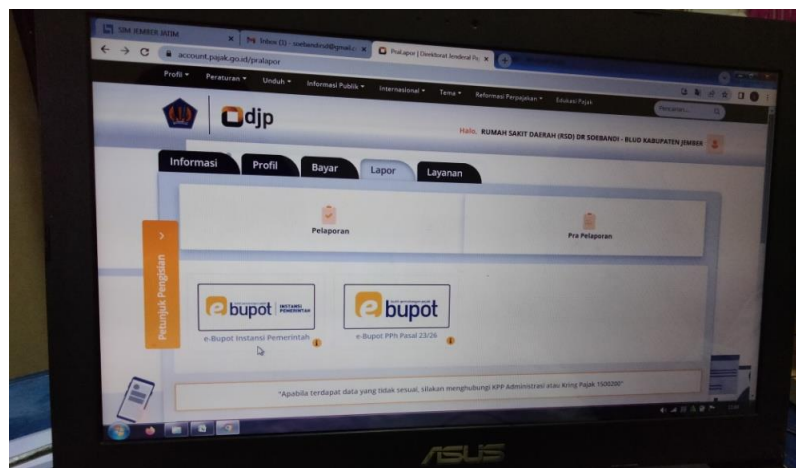 SIM JEMBER JATIM
Inbox (1) - soebandirsd@gmail.c
PraLapor | Direktorat Jenderal Paj
account.pajak.go.id/pralapor
Profil Peraturan Unduh Informasi Publik Internasional Tema Reformasi Perpajakan Edukasi Pajak
Pencarian...
djp
Halo, RUMAH SAKIT DAERAH (RSD) DR SOEBANDI - BLUD KABUPATEN JEMBER
Informasi Profil Bayar Lapor Layanan
Pelaporan Pra Pelaporan
Petunjuk Pengisian
e bupot INSTANSI PEMERINTAH
e bupot
e-Bupot Instansi Pemerintah
e-Bupot PPh Pasal 23/26
"Apabila terdapat data yang tidak sesuai, silakan menghubungi KPP Administrasi atau Kring Pajak 1500200"
ASUS